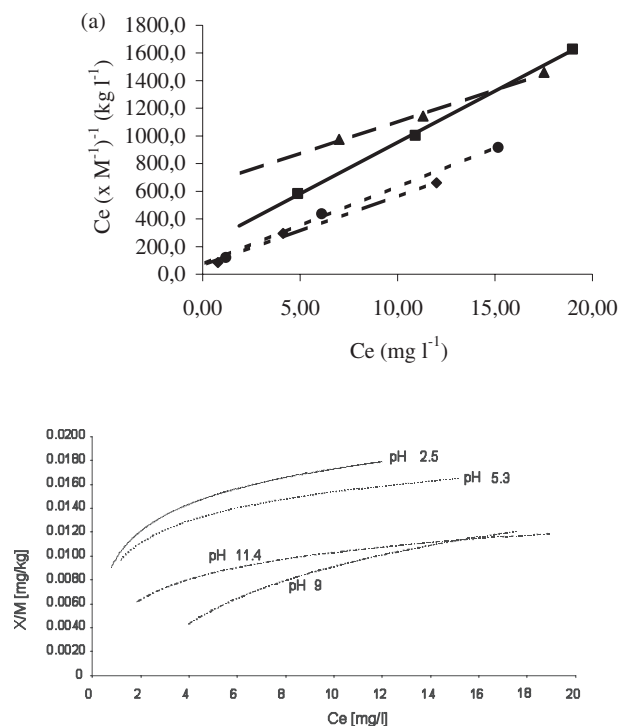 (a)
Ce (x M⁻¹)⁻¹ (kg l⁻¹)
1800,0
1600,0
1400,0
1200,0
1000,0
800,0
600,0
400,0
200,0
0,0
0,00 5,00 10,00 15,00 20,00
Ce (mg l⁻¹)
X/M [mg/kg]
0.0200
0.0180
0.0160
0.0140
0.0120
0.0100
0.0080
0.0060
0.0040
0.0020
0
pH 2.5
pH 5.3
pH 11.4
pH 9
0 2 4 6 8 10 12 14 16 18 20
Ce [mg/l]